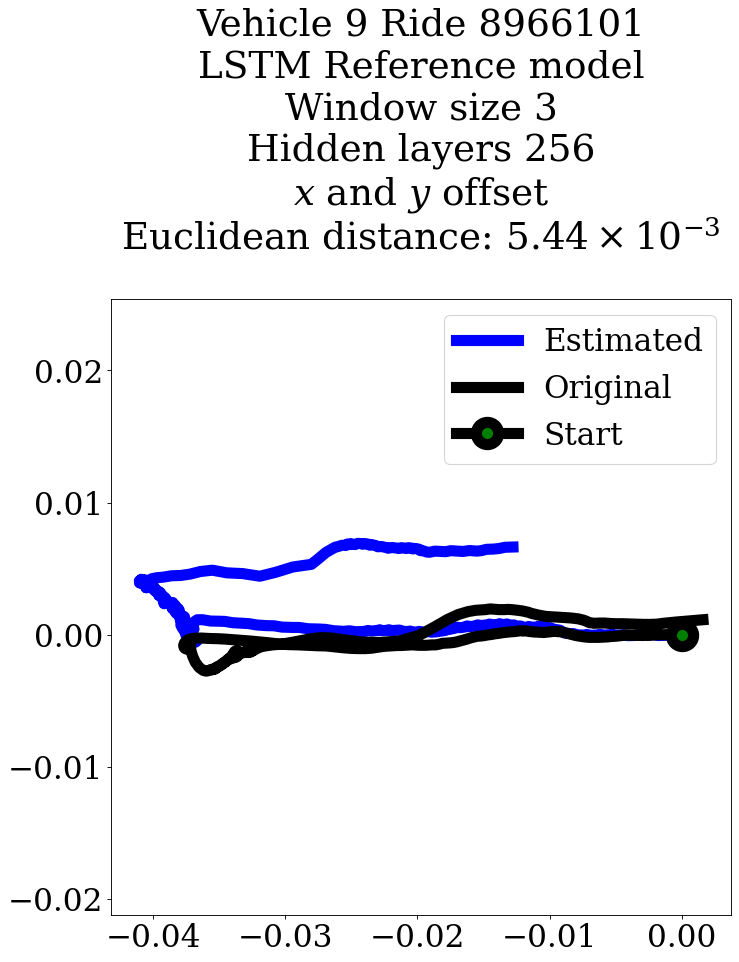 Vehicle 9 Ride 8966101
LSTM Reference model
Window size 3
Hidden layers 256
x and y offset
Euclidean distance: 5.44 × 10⁻³
Estimated
Original
Start
0.02
0.01
0.00
−0.01
−0.02
−0.04 −0.03 −0.02 −0.01 0.00